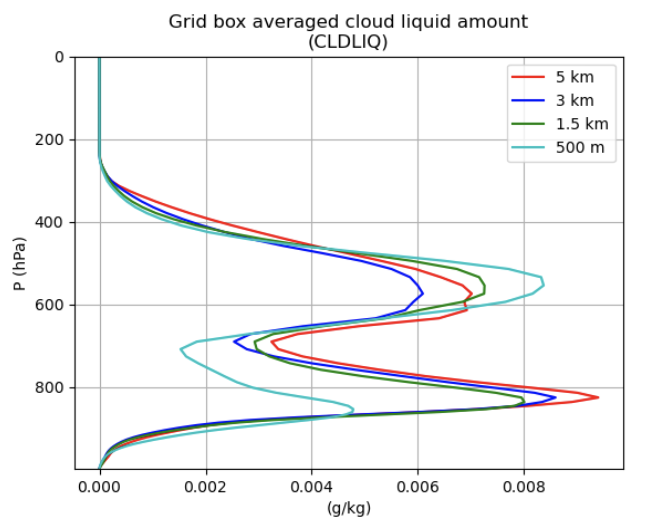 Grid box averaged cloud liquid amount
(CLDLIQ)
5 km
3 km
1.5 km
500 m
P (hPa)
0
200
400
600
800
0.000
0.002
0.004
0.006
0.008
(g/kg)